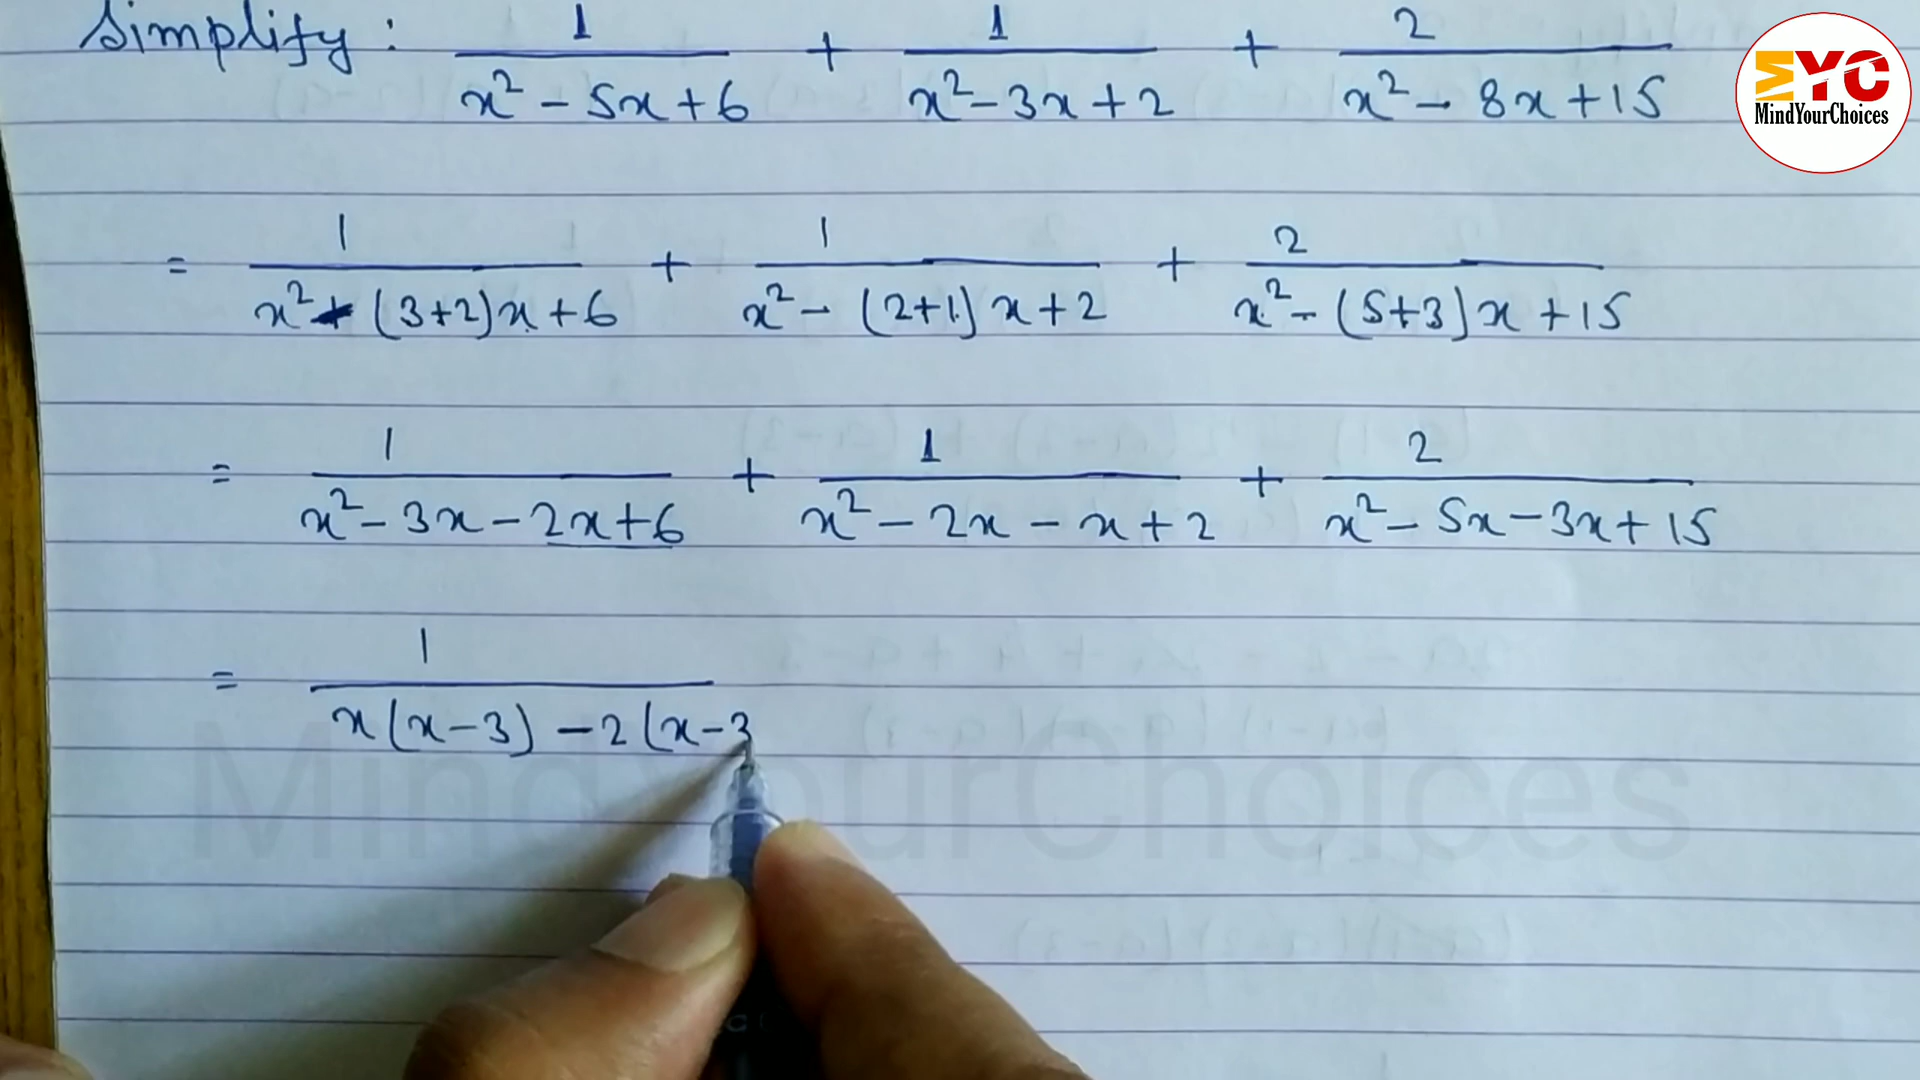 Simplify: 1/(x² - 5x + 6) + 1/(x² - 3x + 2) + 2/(x² - 8x + 15)
MYC
MindYourChoices
= 1/(x² - (3+2)x + 6) + 1/(x² - (2+1)x + 2) + 2/(x² - (5+3)x + 15)
= 1/(x² - 3x - 2x + 6) + 1/(x² - 2x - x + 2) + 2/(x² - 5x - 3x + 15)
= 1/(x(x-3) - 2(x-3
MindYourChoices